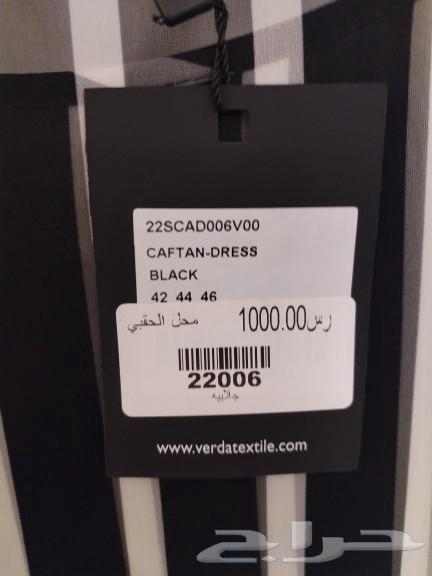 22SCAD006V00
CAFTAN-DRESS
BLACK
42 44 46
محل الحقبي 1000.00رس
22006
جلابيه
www.verdatextile.com
حراج